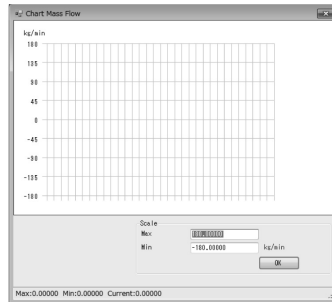 Chart Mass Flow
kg/min
180
135
90
45
0
-45
-90
-135
-180
Scale
Max 180.00000
Min -180.00000 kg/min
OK
Max:0.00000 Min:0.00000 Current:0.00000